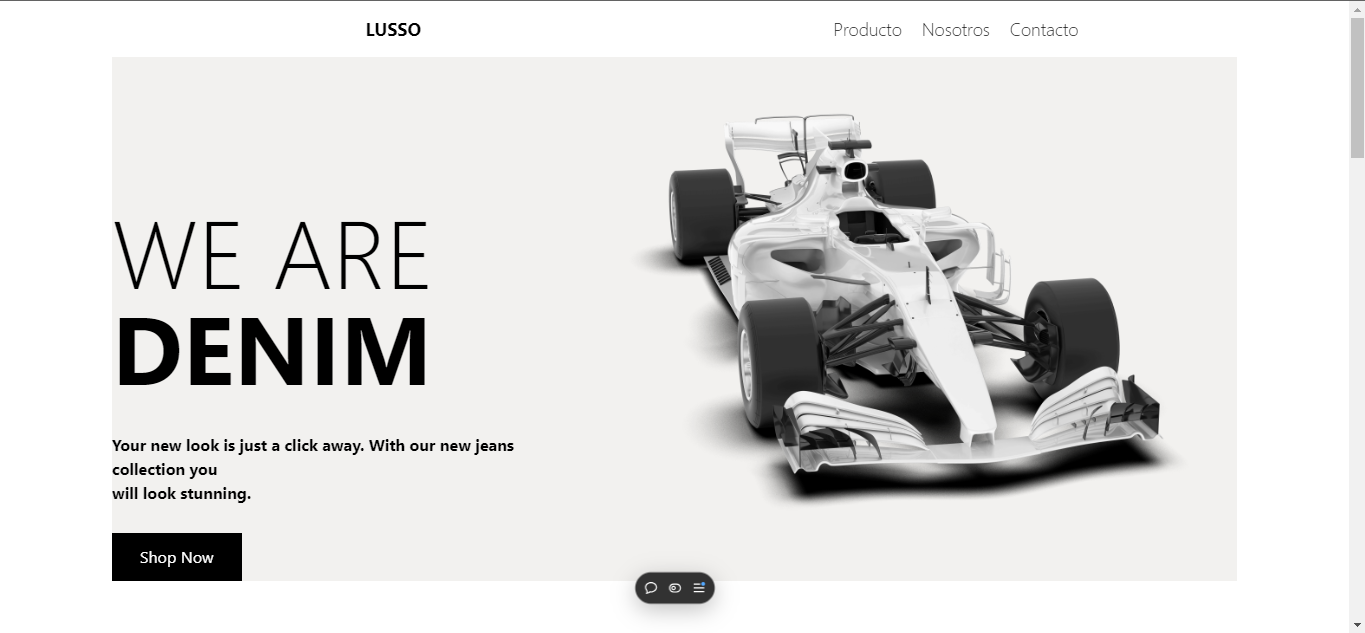 LUSSO
Producto Nosotros Contacto
WE ARE
DENIM
Your new look is just a click away. With our new jeans
collection you
will look stunning.
Shop Now